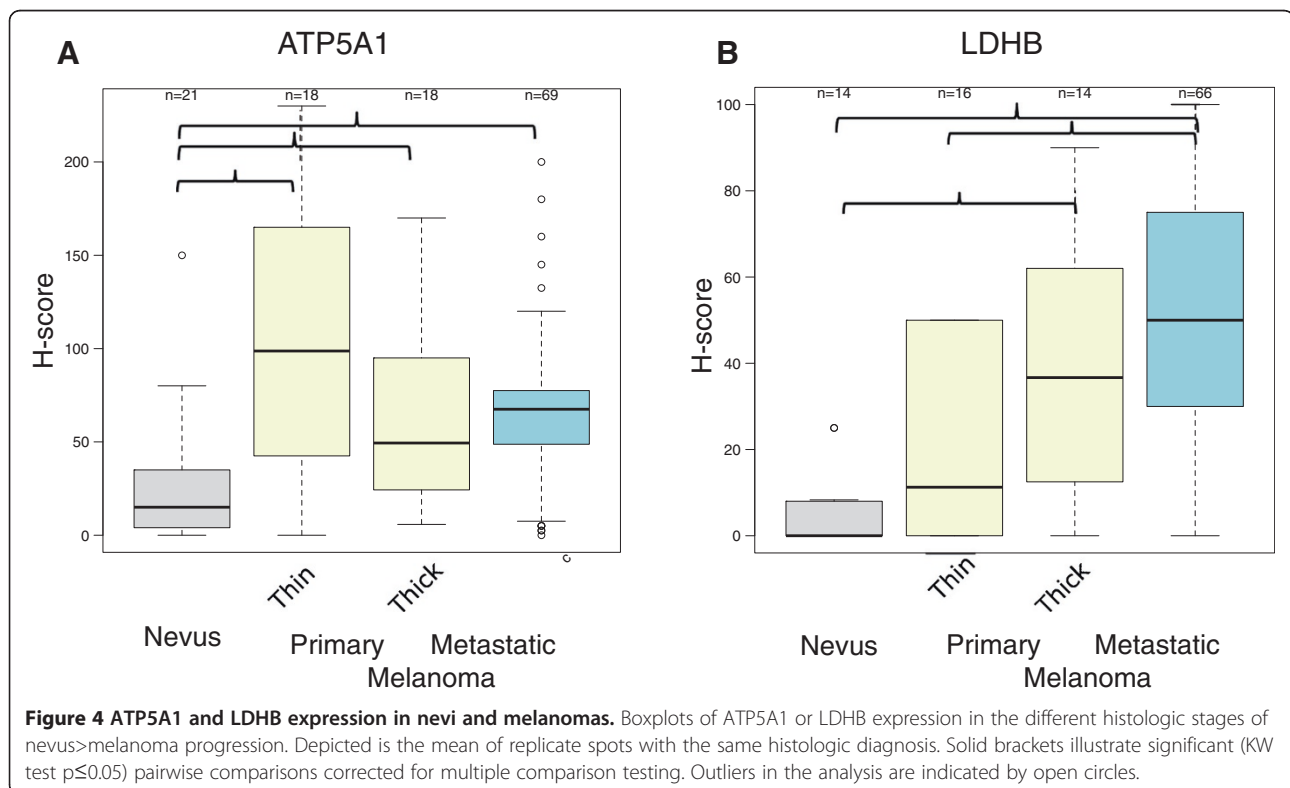 A
ATP5A1
n=21
n=18
n=18
n=69
H-score
200
150
100
50
0
Thin
Thick
c
Nevus
Primary
Metastatic
Melanoma
B
LDHB
n=14
n=16
n=14
n=66
H-score
100
80
60
40
20
0
Thin
Thick
Nevus
Primary
Metastatic
Melanoma
Figure 4 ATP5A1 and LDHB expression in nevi and melanomas. Boxplots of ATP5A1 or LDHB expression in the different histologic stages of
nevus>melanoma progression. Depicted is the mean of replicate spots with the same histologic diagnosis. Solid brackets illustrate significant (KW
test p≤0.05) pairwise comparisons corrected for multiple comparison testing. Outliers in the analysis are indicated by open circles.